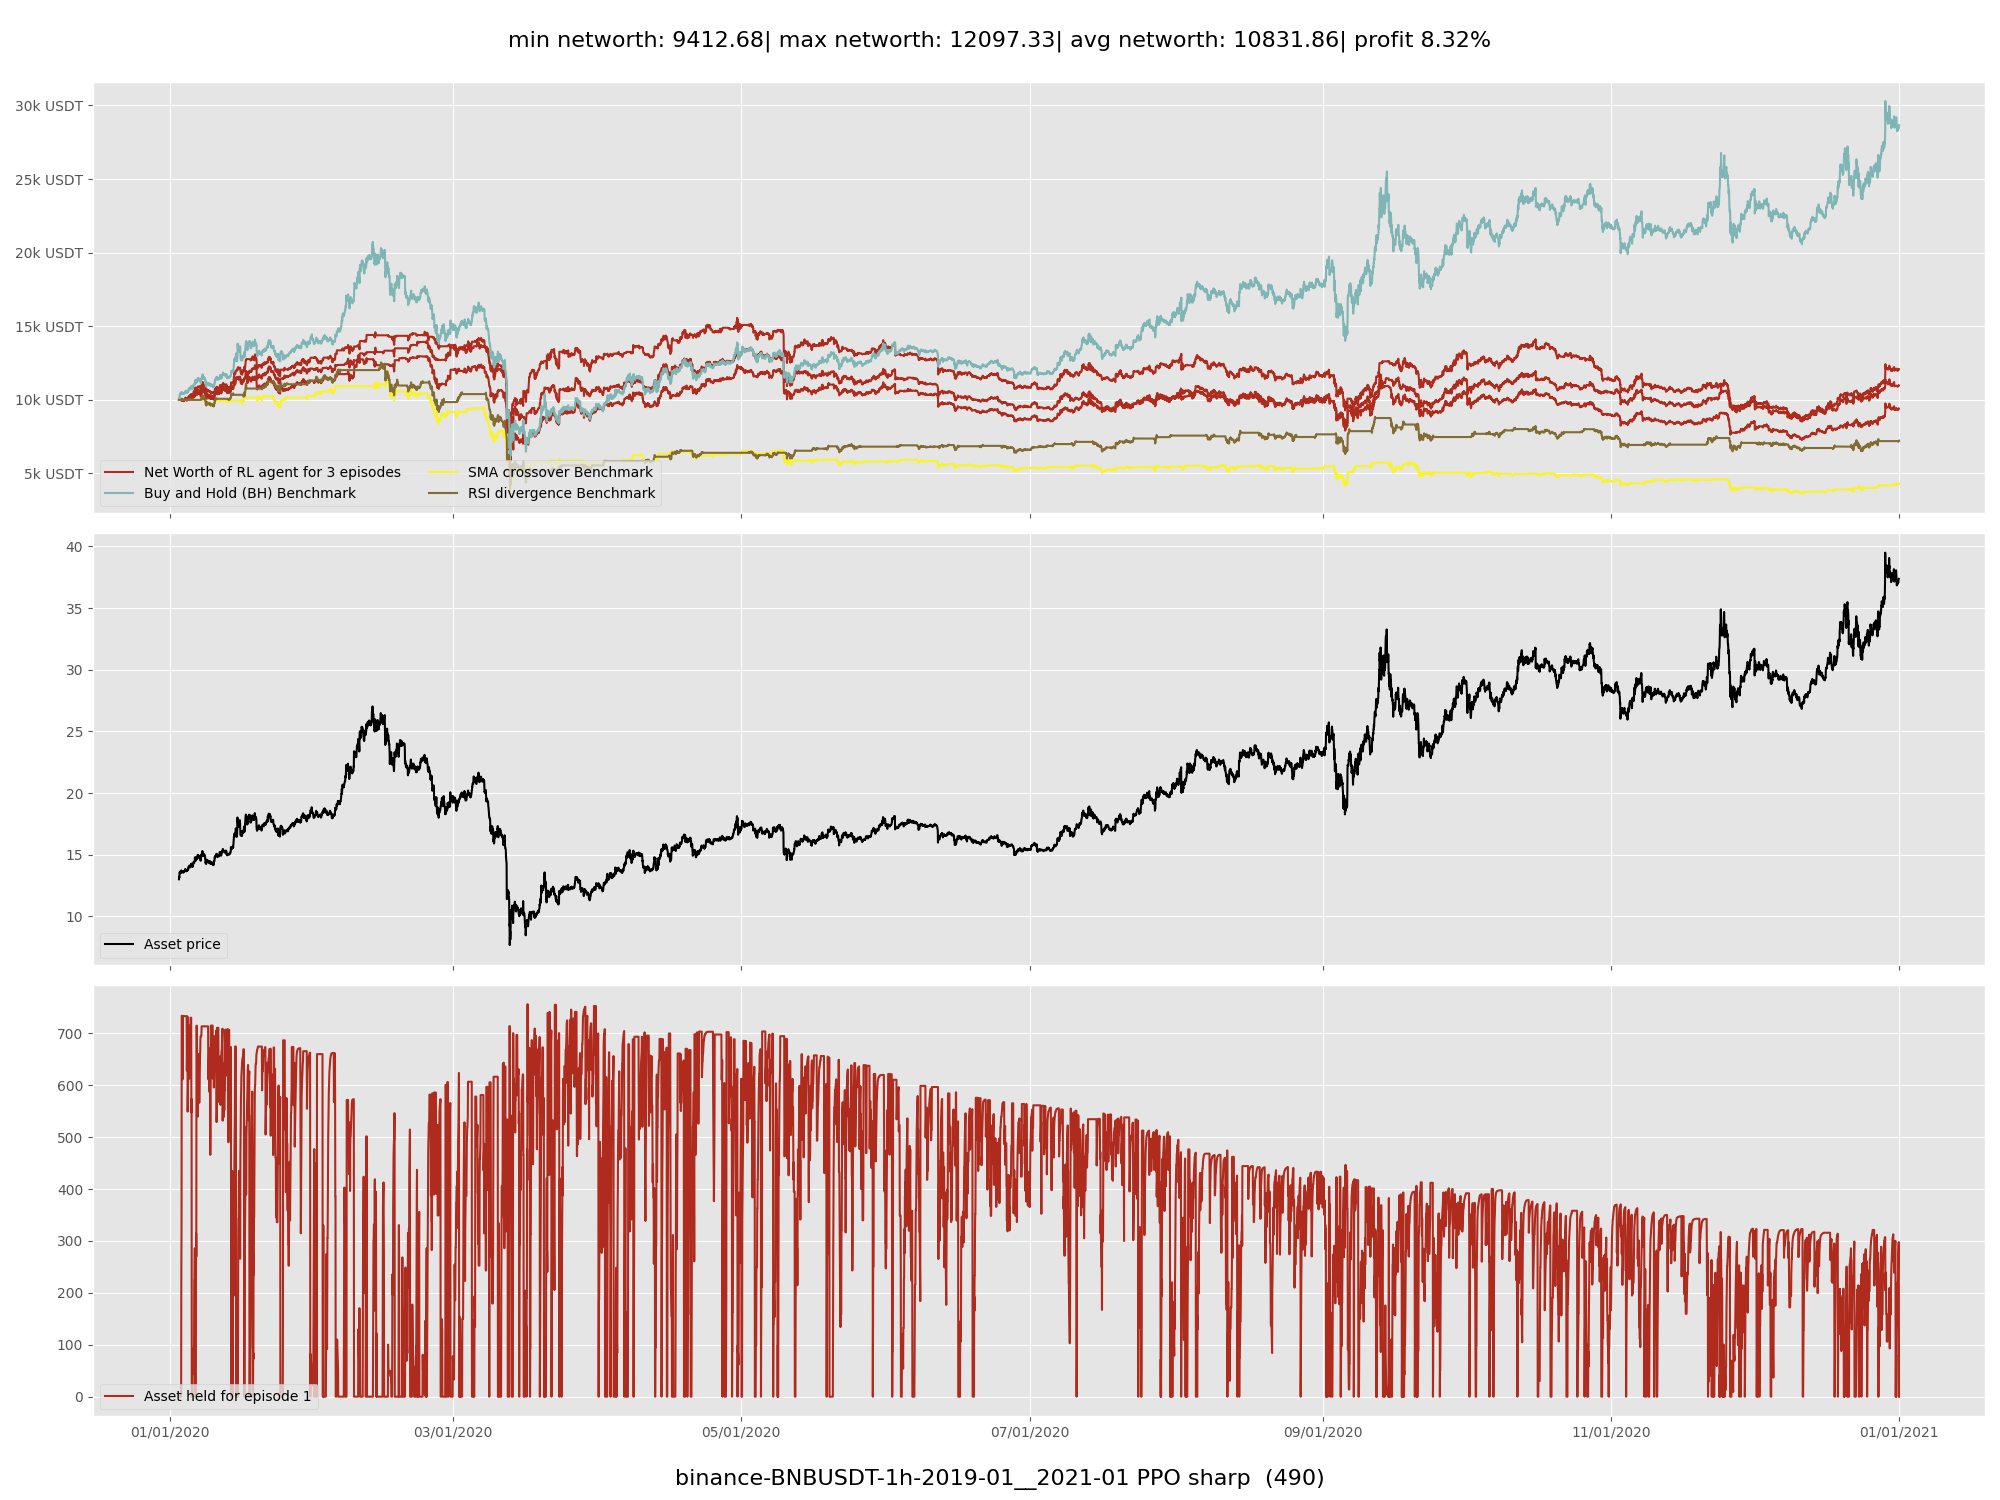 min networth: 9412.68| max networth: 12097.33| avg networth: 10831.86| profit 8.32%
30k USDT
25k USDT
20k USDT
15k USDT
10k USDT
5k USDT
Net Worth of RL agent for 3 episodes
Buy and Hold (BH) Benchmark
SMA crossover Benchmark
RSI divergence Benchmark
40
35
30
25
20
15
10
Asset price
700
600
500
400
300
200
100
0
Asset held for episode 1
01/01/2020 03/01/2020 05/01/2020 07/01/2020 09/01/2020 11/01/2020 01/01/2021
binance-BNBUSDT-1h-2019-01__2021-01 PPO sharp  (490)